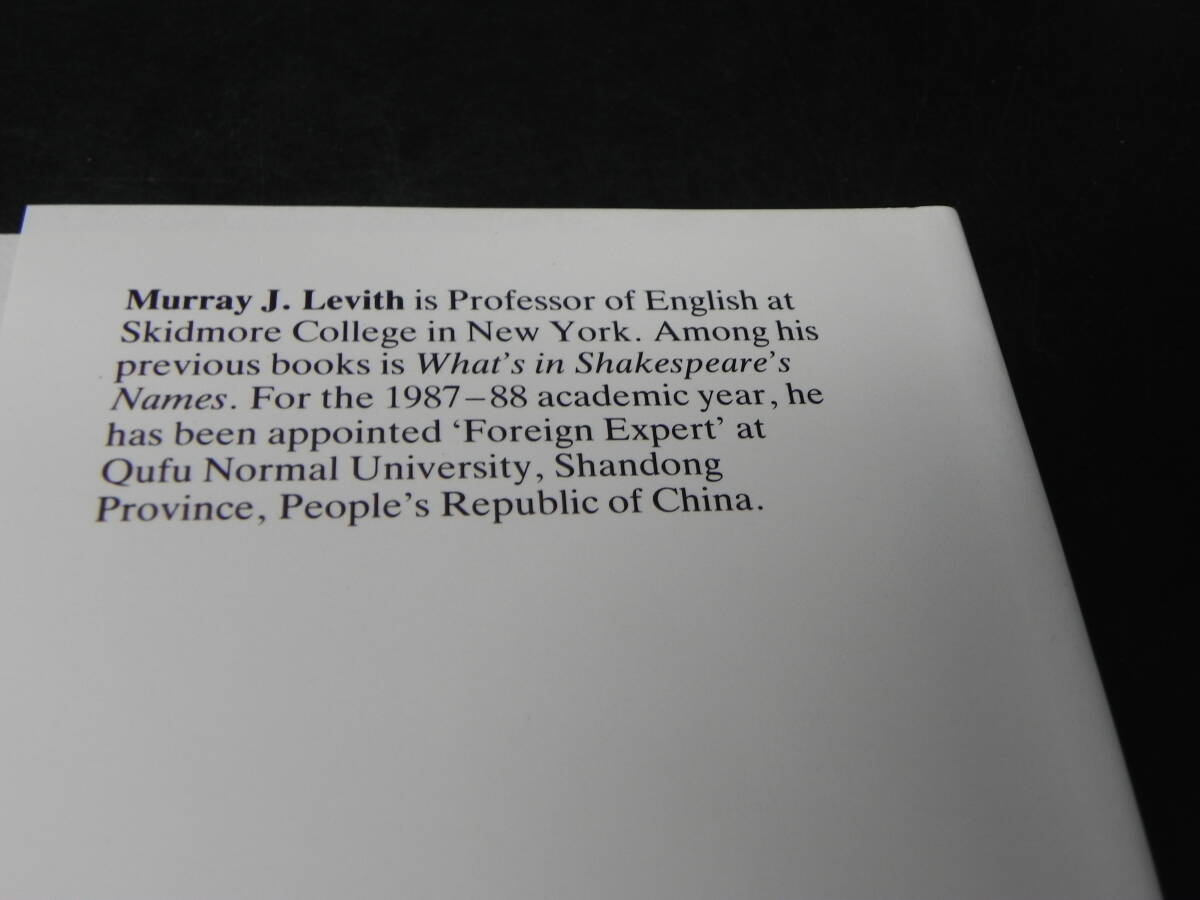 Murray J. Levith is Professor of English at
Skidmore College in New York. Among his
previous books is What's in Shakespeare's
Names. For the 1987–88 academic year, he
has been appointed ‘Foreign Expert’ at
Qufu Normal University, Shandong
Province, People's Republic of China.